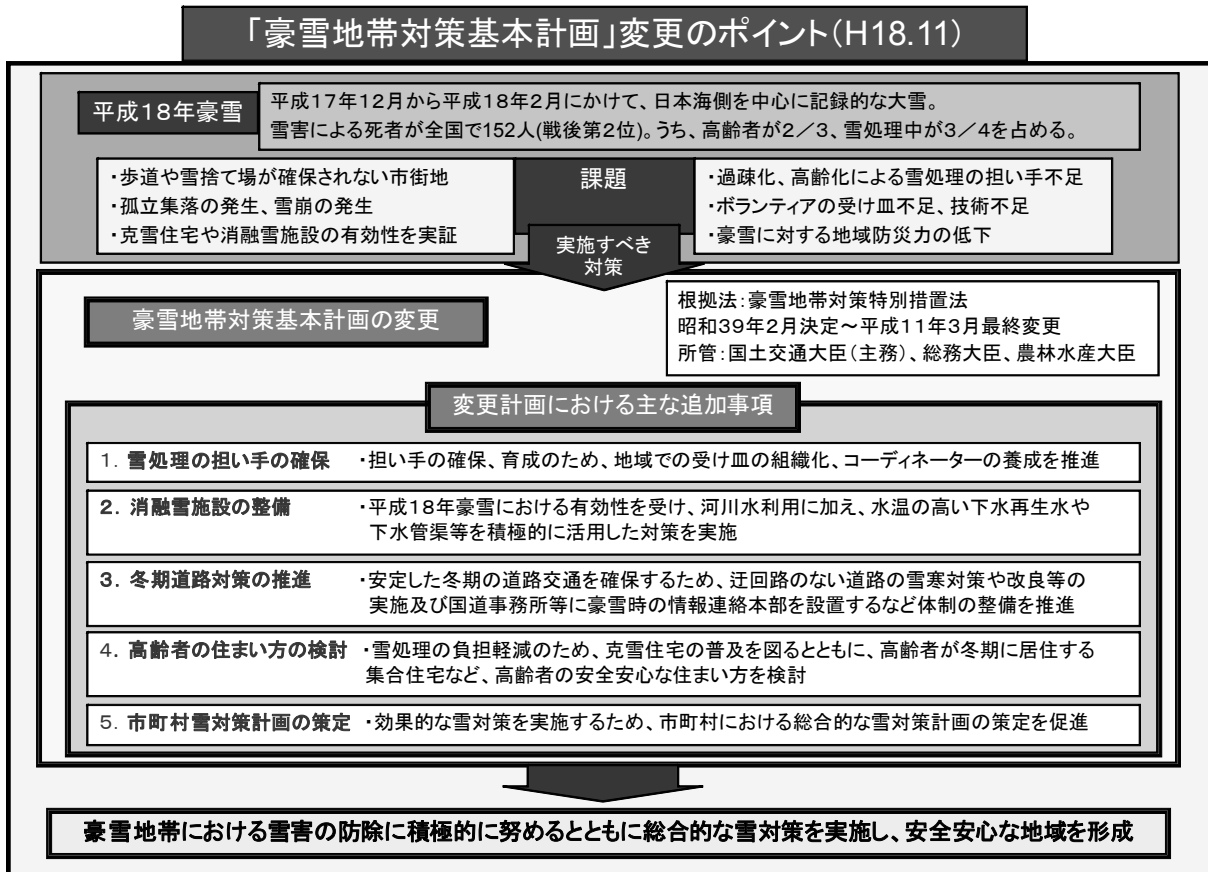 「豪雪地帯対策基本計画」変更のポイント(H18.11)
平成18年豪雪
平成17年12月から平成18年2月にかけて、日本海側を中心に記録的な大雪。
雪害による死者が全国で152人(戦後第2位)。うち、高齢者が2／3、雪処理中が3／4を占める。
・歩道や雪捨て場が確保されない市街地
・孤立集落の発生、雪崩の発生
・克雪住宅や消融雪施設の有効性を実証
課題
・過疎化、高齢化による雪処理の担い手不足
・ボランティアの受け皿不足、技術不足
・豪雪に対する地域防災力の低下
実施すべき
対策
豪雪地帯対策基本計画の変更
根拠法：豪雪地帯対策特別措置法
昭和39年2月決定～平成11年3月最終変更
所管：国土交通大臣(主務)、総務大臣、農林水産大臣
変更計画における主な追加事項
1. 雪処理の担い手の確保 ・担い手の確保、育成のため、地域での受け皿の組織化、コーディネーターの養成を推進
2. 消融雪施設の整備 ・平成18年豪雪における有効性を受け、河川水利用に加え、水温の高い下水再生水や
下水管渠等を積極的に活用した対策を実施
3. 冬期道路対策の推進 ・安定した冬期の道路交通を確保するため、迂回路のない道路の雪寒対策や改良等の
実施及び国道事務所等に豪雪時の情報連絡本部を設置するなど体制の整備を推進
4. 高齢者の住まい方の検討 ・雪処理の負担軽減のため、克雪住宅の普及を図るとともに、高齢者が冬期に居住する
集合住宅など、高齢者の安全安心な住まい方を検討
5. 市町村雪対策計画の策定 ・効果的な雪対策を実施するため、市町村における総合的な雪対策計画の策定を促進
豪雪地帯における雪害の防除に積極的に努めるとともに総合的な雪対策を実施し、安全安心な地域を形成